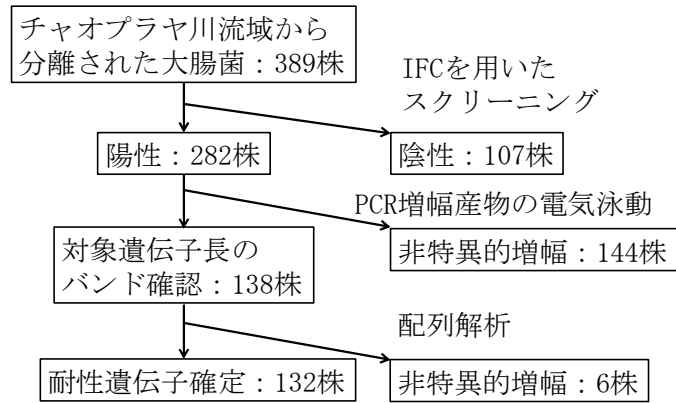 チャオプラヤ川流域から
分離された大腸菌：389株
IFCを用いた
スクリーニング
陽性：282株
陰性：107株
PCR増幅産物の電気泳動
対象遺伝子長の
バンド確認：138株
非特異的増幅：144株
配列解析
耐性遺伝子確定：132株
非特異的増幅：6株